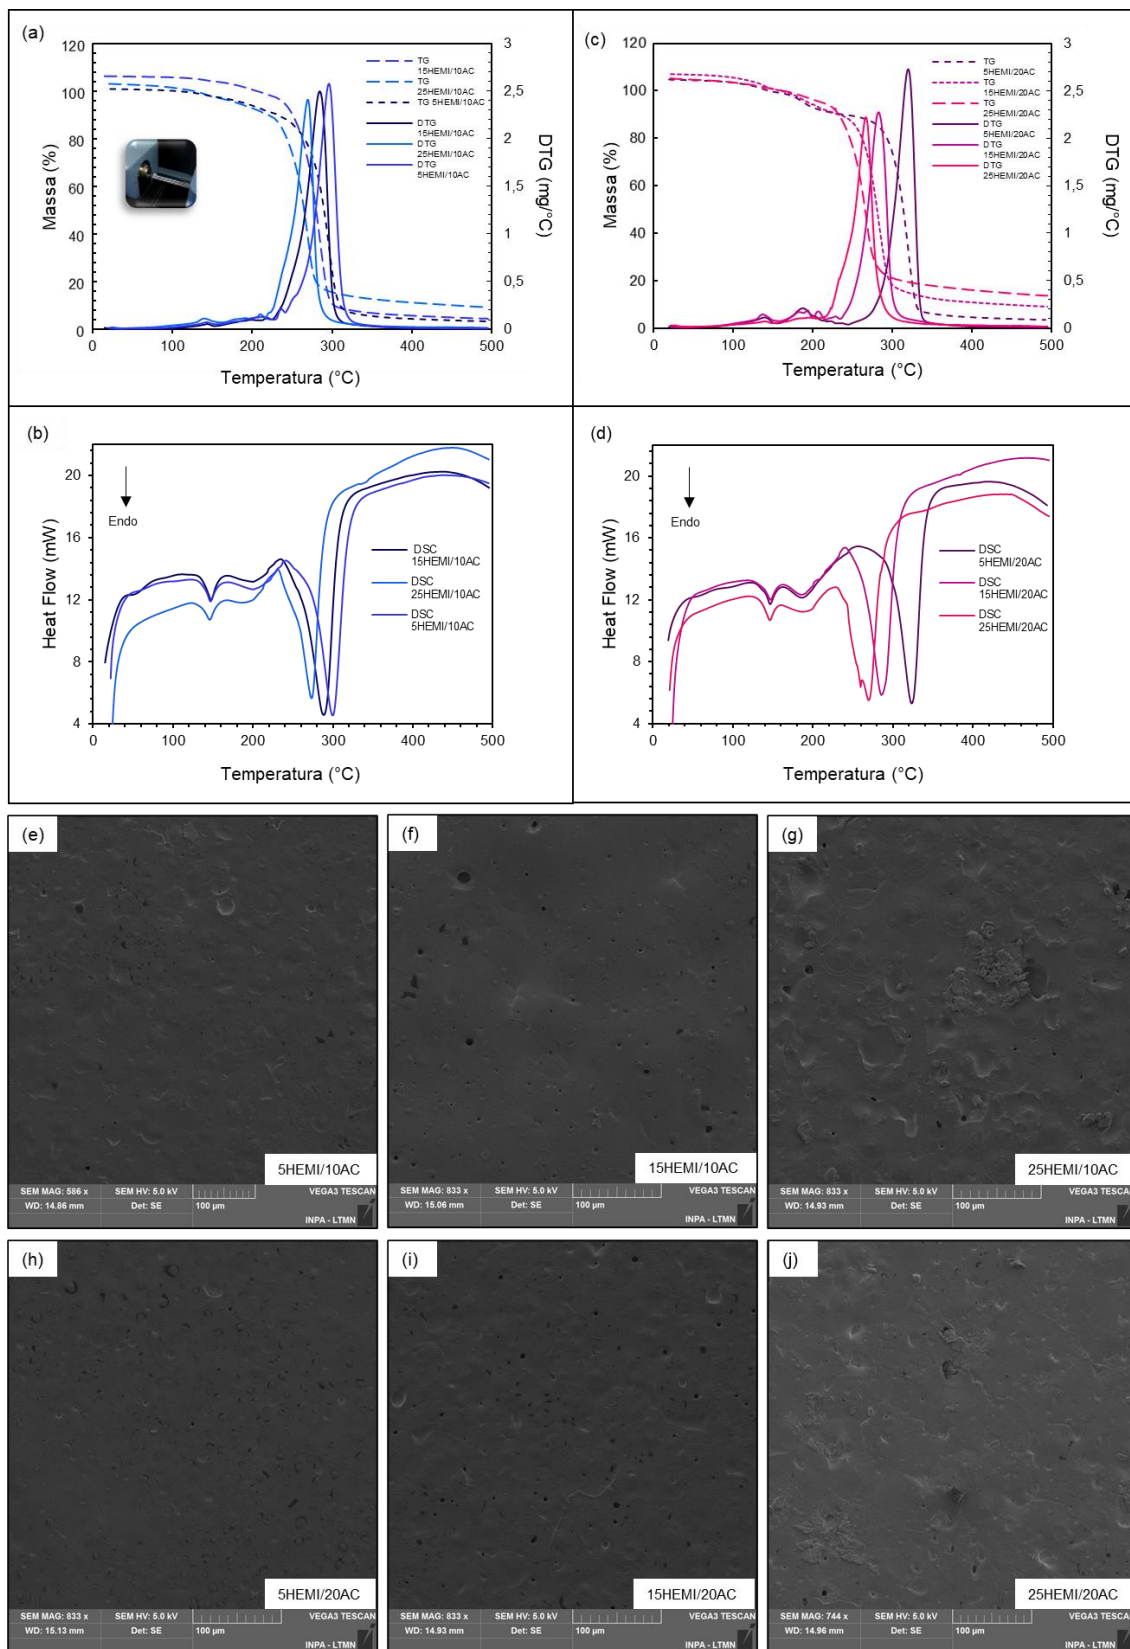 (a)
120
100
80
60
40
20
0
Massa (%)
TG
15HEMI/10AC
TG
25HEMI/10AC
TG 5HEMI/10AC
DTG
15HEMI/10AC
DTG
25HEMI/10AC
DTG
5HEMI/10AC
3
2,5
2
1,5
1
0,5
0
DTG (mg/°C)
0 100 200 300 400 500
Temperatura (°C)
(c)
120
100
80
60
40
20
0
Massa (%)
TG
5HEMI/20AC
TG
15HEMI/20AC
TG
25HEMI/20AC
DTG
5HEMI/20AC
DTG
15HEMI/20AC
DTG
25HEMI/20AC
3
2,5
2
1,5
1
0,5
0
DTG (mg/°C)
0 100 200 300 400 500
Temperatura (°C)
(b)
20
16
12
8
4
Heat Flow (mW)
Endo
DSC
15HEMI/10AC
DSC
25HEMI/10AC
DSC
5HEMI/10AC
0 100 200 300 400 500
Temperatura (°C)
(d)
20
16
12
8
4
Heat Flow (mW)
Endo
DSC
5HEMI/20AC
DSC
15HEMI/20AC
DSC
25HEMI/20AC
0 100 200 300 400 500
Temperatura (°C)
(e)
5HEMI/10AC
SEM MAG: 586 x SEM HV: 5.0 kV VEGA3 TESCAN
WD: 14.86 mm Det: SE 100 µm
INPA - LTMN
(f)
15HEMI/10AC
SEM MAG: 833 x SEM HV: 5.0 kV VEGA3 TESCAN
WD: 15.06 mm Det: SE 100 µm
INPA - LTMN
(g)
25HEMI/10AC
SEM MAG: 833 x SEM HV: 5.0 kV VEGA3 TESCAN
WD: 14.93 mm Det: SE 100 µm
INPA - LTMN
(h)
5HEMI/20AC
SEM MAG: 833 x SEM HV: 5.0 kV VEGA3 TESCAN
WD: 15.13 mm Det: SE 100 µm
INPA - LTMN
(i)
15HEMI/20AC
SEM MAG: 833 x SEM HV: 5.0 kV VEGA3 TESCAN
WD: 14.93 mm Det: SE 100 µm
INPA - LTMN
(j)
25HEMI/20AC
SEM MAG: 744 x SEM HV: 5.0 kV VEGA3 TESCAN
WD: 14.96 mm Det: SE 100 µm
INPA - LTMN